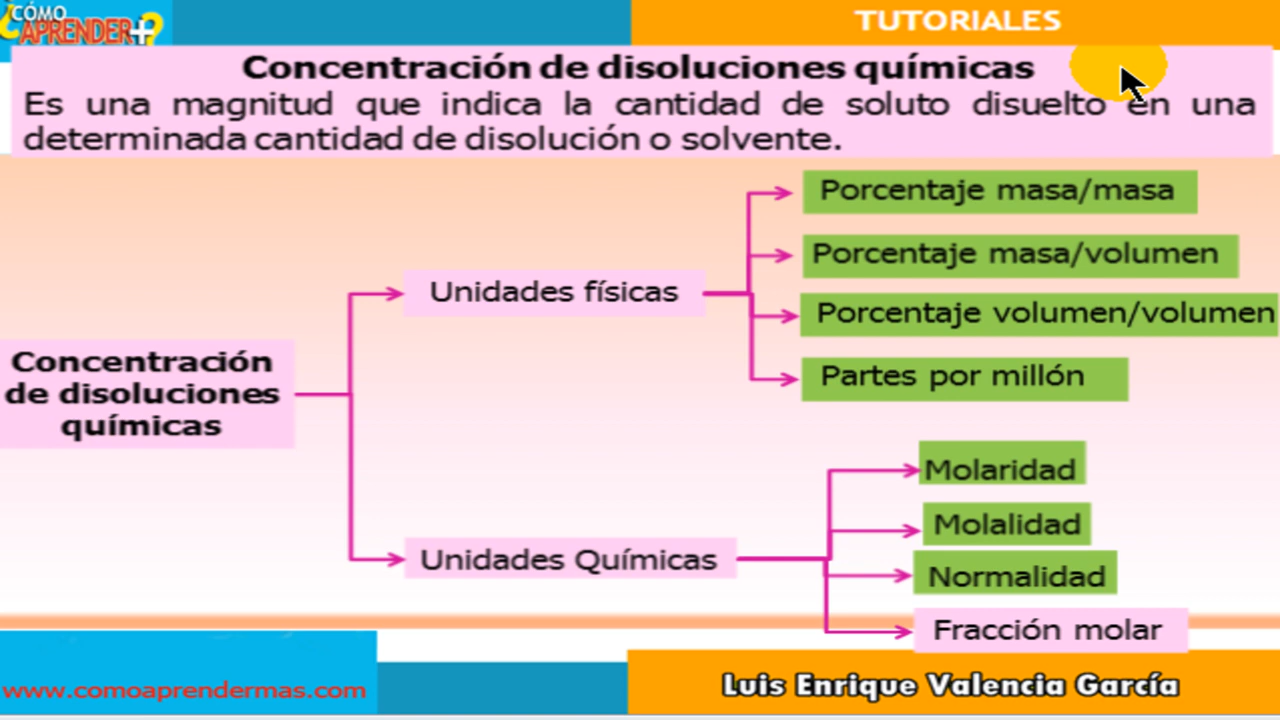 ¿CÓMO
APRENDER+?
TUTORIALES
Concentración de disoluciones químicas
Es una magnitud que indica la cantidad de soluto disuelto en una
determinada cantidad de disolución o solvente.
Porcentaje masa/masa
Porcentaje masa/volumen
Unidades físicas
Porcentaje volumen/volumen
Partes por millón
Concentración
de disoluciones
químicas
Molaridad
Molalidad
Unidades Químicas
Normalidad
Fracción molar
www.comoaprendermas.com
Luis Enrique Valencia García